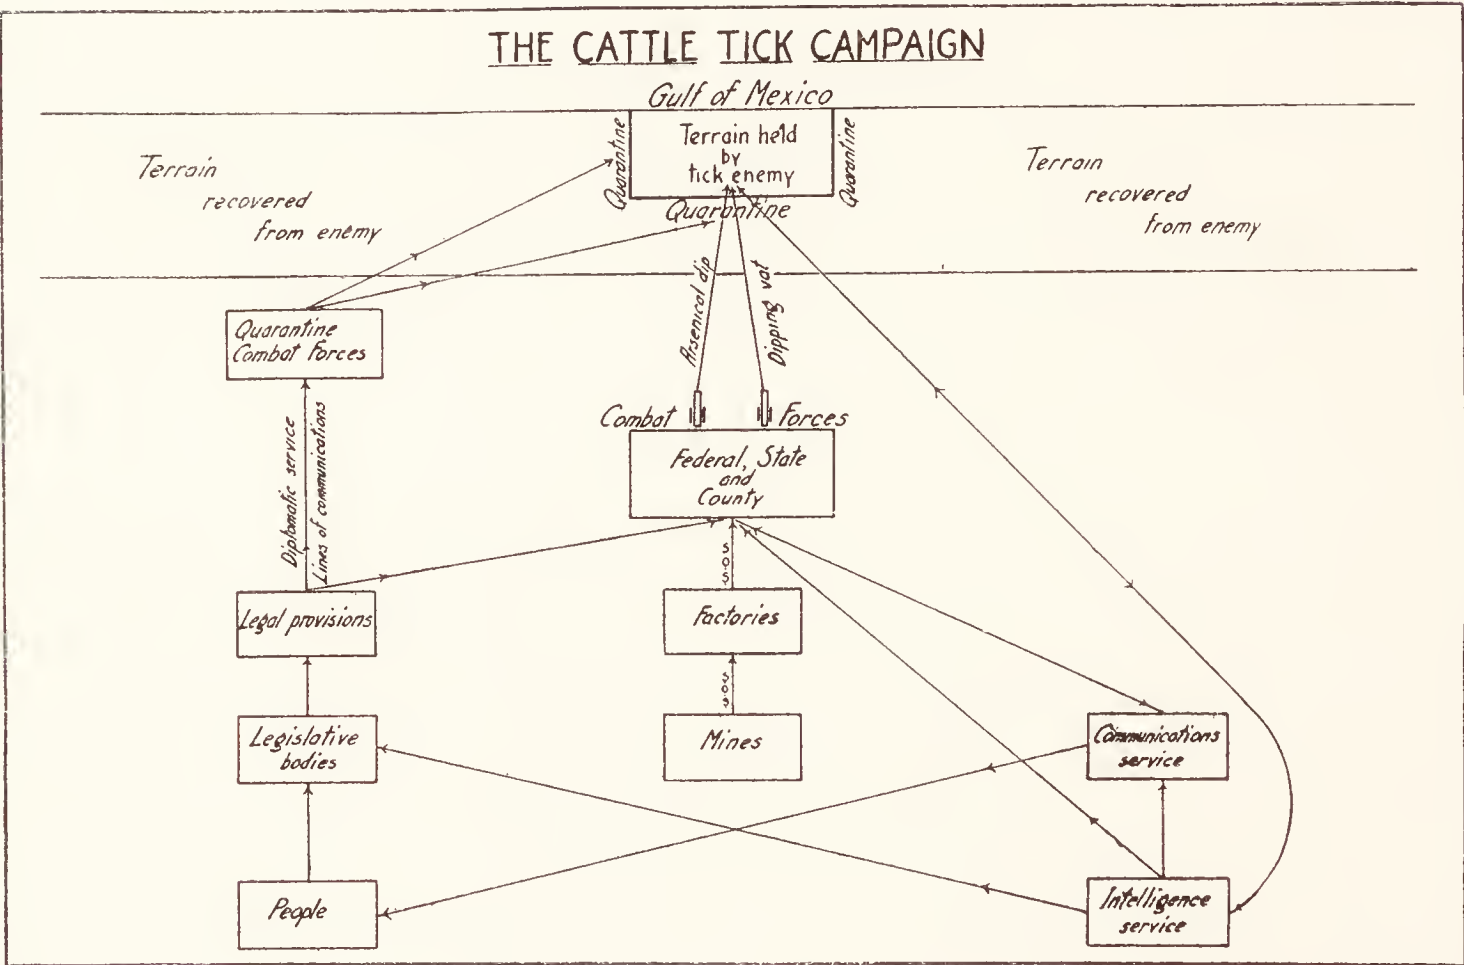 THE CATTLE TICK CAMPAIGN
Gulf of Mexico
Terrain
recovered
from enemy
Quarantine
Terrain held
by
tick enemy
Quarantine
Quarantine
Terrain
recovered
from enemy
Quarantine
Combat Forces
Arsenical dip
Dipping vat
Combat Forces
Federal, State
and
County
Diplomatic service
Lines of communications
SOS
Legal provisions
Factories
SOS
Legislative
bodies
Mines
Communications
service
People
Intelligence
service